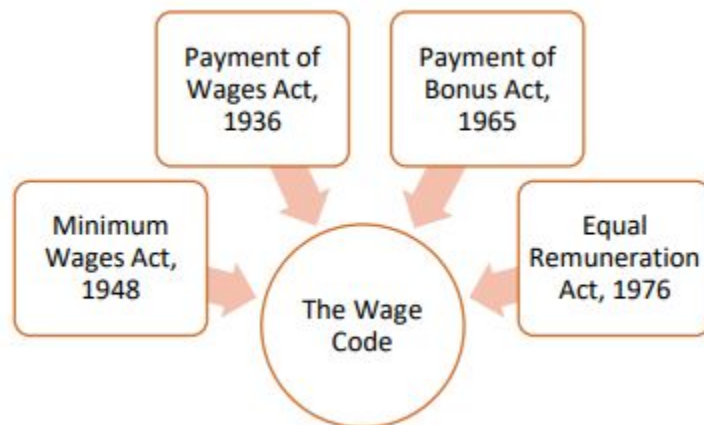 Payment of
Wages Act,
1936
Payment of
Bonus Act,
1965
Minimum
Wages Act,
1948
Equal
Remuneration
Act, 1976
The Wage
Code